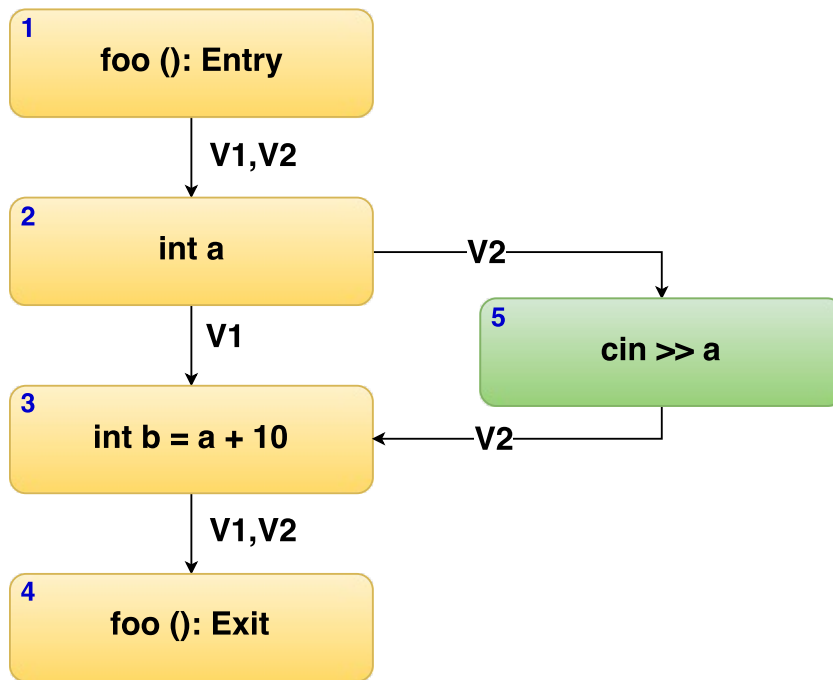 1
foo (): Entry
V1,V2
2
int a
V2
V1
5
cin >> a
3
int b = a + 10
V2
V1,V2
4
foo (): Exit